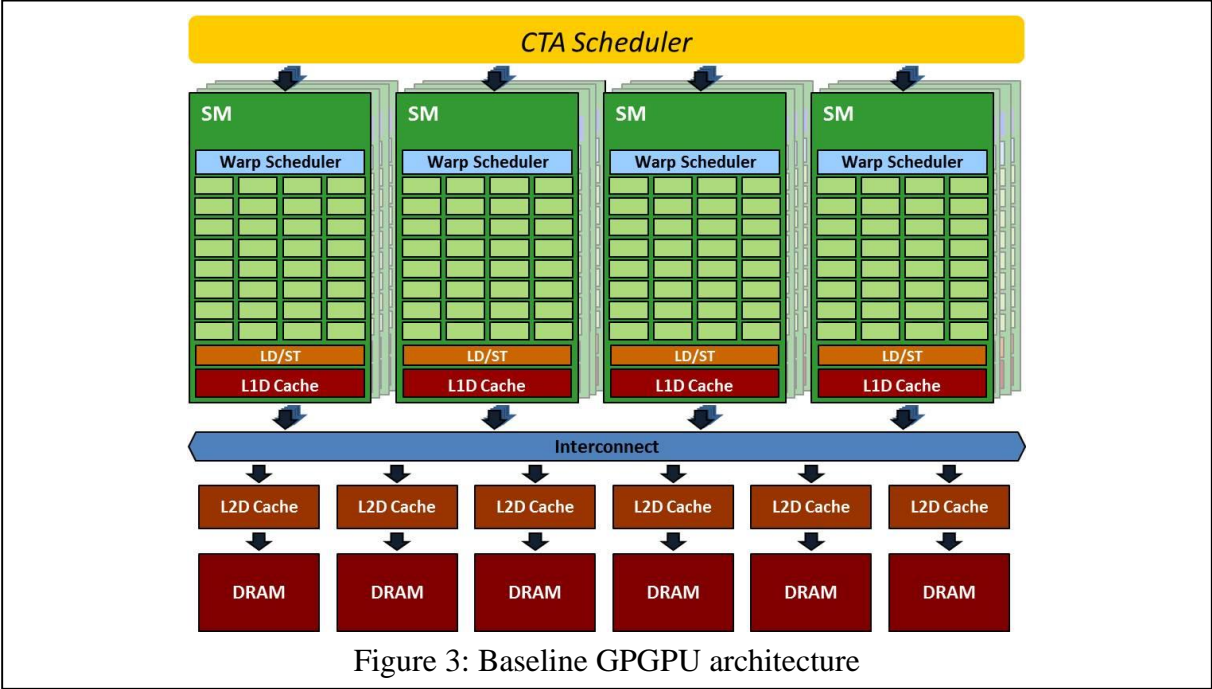 CTA Scheduler
SM SM SM SM
Warp Scheduler Warp Scheduler Warp Scheduler Warp Scheduler
LD/ST LD/ST LD/ST LD/ST
L1D Cache L1D Cache L1D Cache L1D Cache
Interconnect
L2D Cache L2D Cache L2D Cache L2D Cache L2D Cache L2D Cache
DRAM DRAM DRAM DRAM DRAM DRAM
Figure 3: Baseline GPGPU architecture